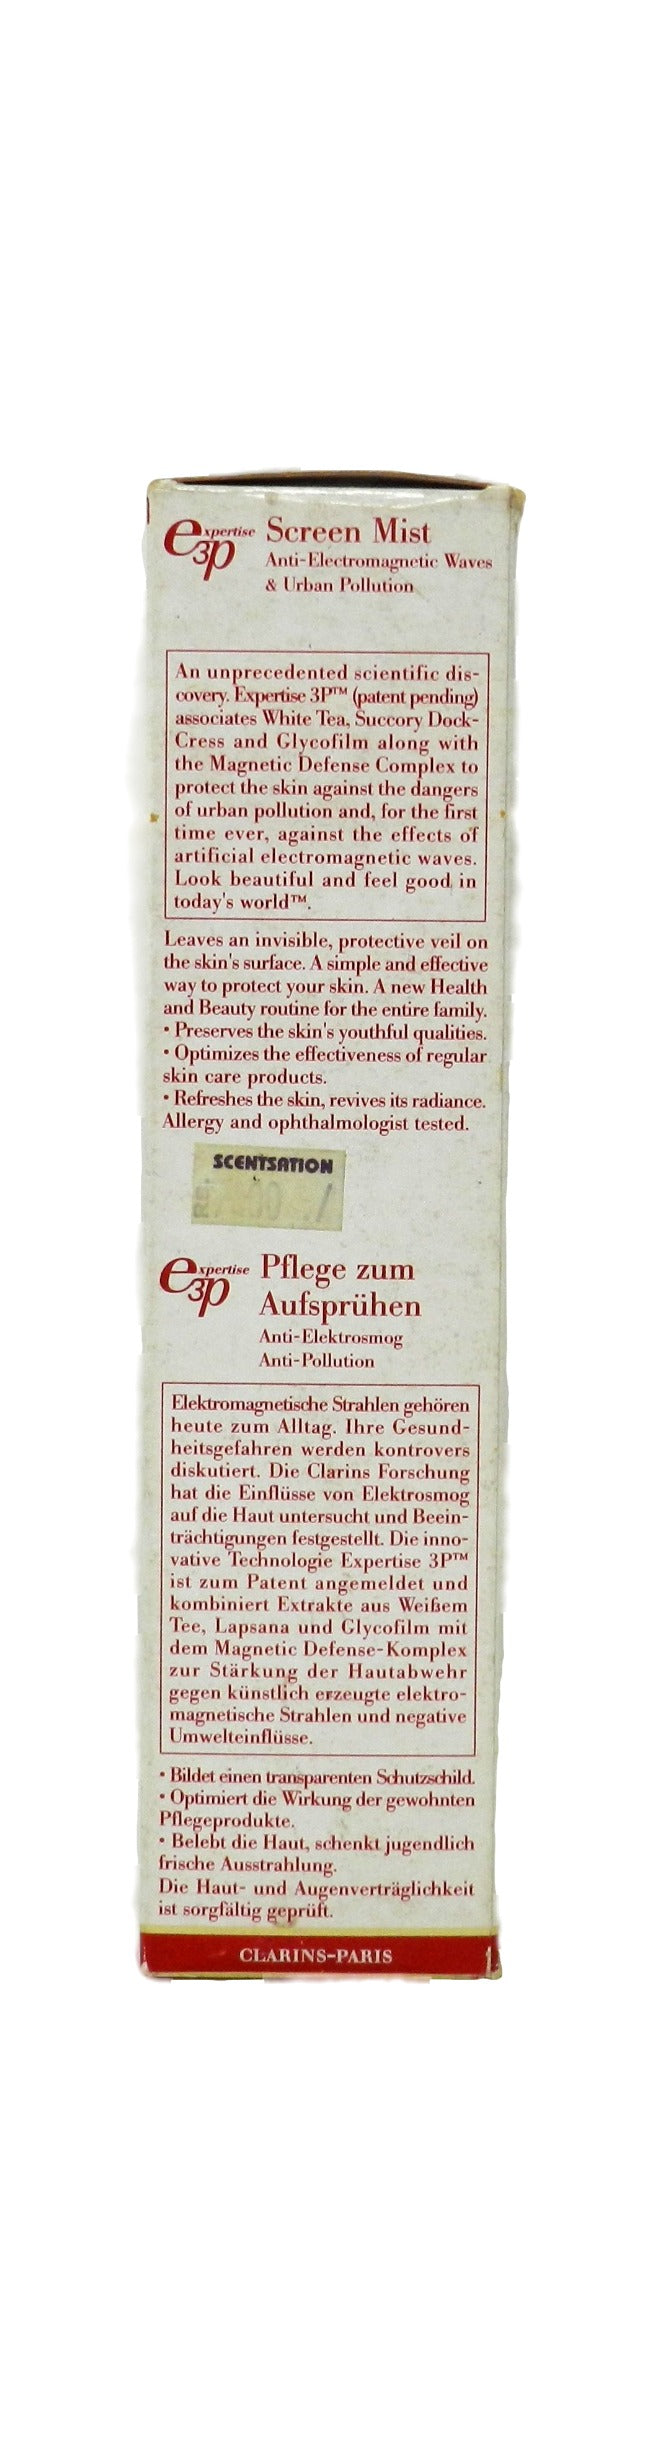 expertise 3p Screen Mist
Anti-Electromagnetic Waves
& Urban Pollution
An unprecedented scientific dis-
covery. Expertise 3P™ (patent pending)
associates White Tea, Succory Dock-
Cress and Glycofilm along with
the Magnetic Defense Complex to
protect the skin against the dangers
of urban pollution and, for the first
time ever, against the effects of
artificial electromagnetic waves.
Look beautiful and feel good in
today's world™.
Leaves an invisible, protective veil on
the skin's surface. A simple and effective
way to protect your skin. A new Health
and Beauty routine for the entire family.
• Preserves the skin's youthful qualities.
• Optimizes the effectiveness of regular
skin care products.
• Refreshes the skin, revives its radiance.
Allergy and ophthalmologist tested.
SCENTSATION
expertise 3p Pflege zum
Aufsprühen
Anti-Elektrosmog
Anti-Pollution
Elektromagnetische Strahlen gehören
heute zum Alltag. Ihre Gesund-
heitsgefahren werden kontrovers
diskutiert. Die Clarins Forschung
hat die Einflüsse von Elektrosmog
auf die Haut untersucht und Beein-
trächtigungen festgestellt. Die inno-
vative Technologie Expertise 3P™
ist zum Patent angemeldet und
kombiniert Extrakte aus Weißem
Tee, Lapsana und Glycofilm mit
dem Magnetic Defense-Komplex
zur Stärkung der Hautabwehr
gegen künstlich erzeugte elektro-
magnetische Strahlen und negative
Umwelteinflüsse.
• Bildet einen transparenten Schutzschild.
• Optimiert die Wirkung der gewohnten
Pflegeprodukte.
• Belebt die Haut, schenkt jugendlich
frische Ausstrahlung.
Die Haut- und Augenverträglichkeit
ist sorgfältig geprüft.
CLARINS-PARIS